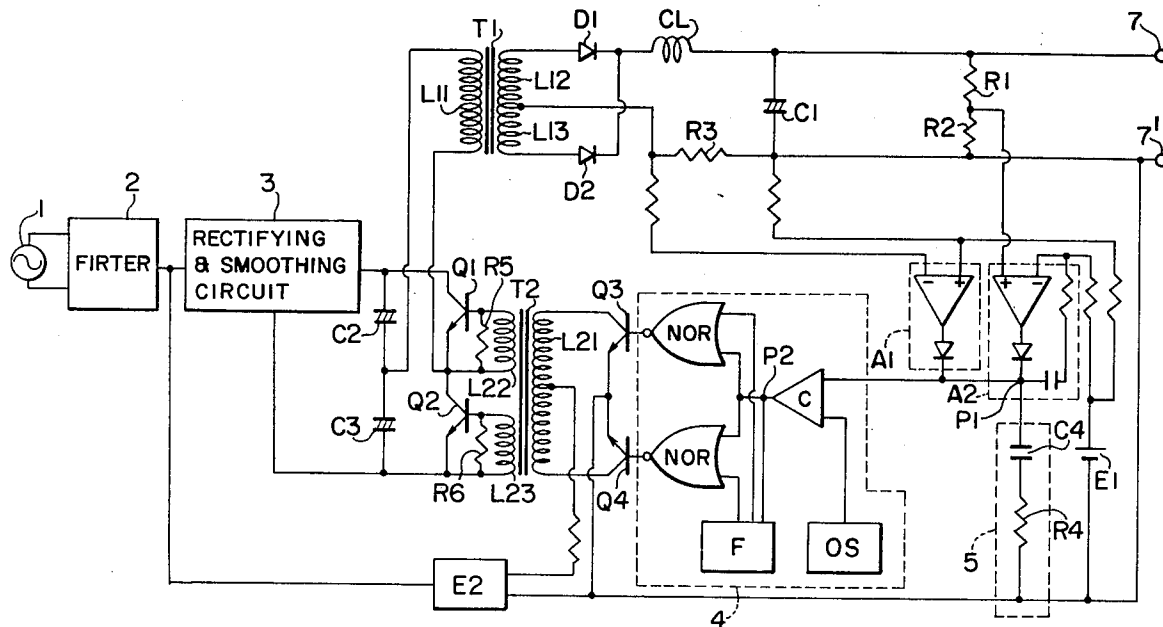 T1
D1
CL
7
L12
R1
L11
C1
L13
R2
R3
7'
D2
1
2
3
FIRTER
RECTIFYING
& SMOOTHING
CIRCUIT
Q1
R5
T2
Q3
NOR
- +
+ -
C2
L21
P2
A1
A2
L22
C
P1
Q2
C3
NOR
C4
R6
L23
Q4
E1
F
OS
R4
5
E2
4